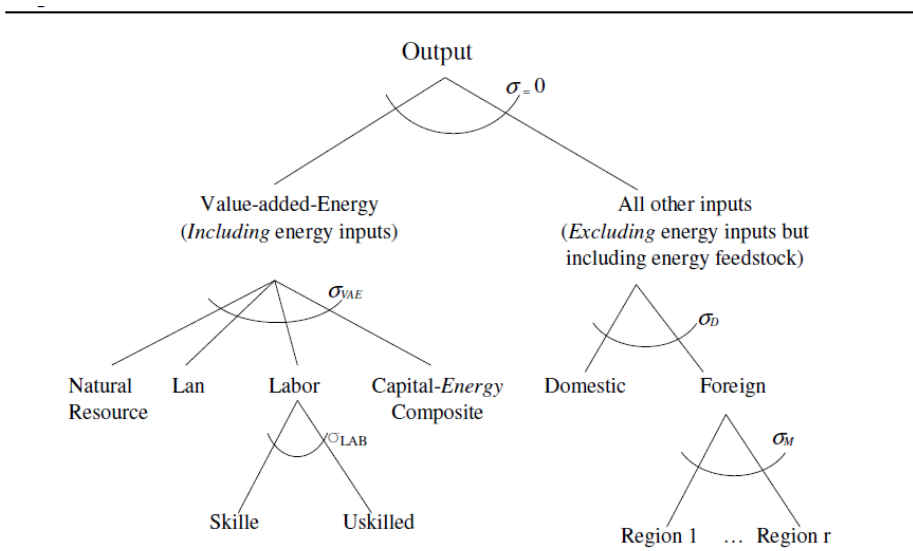 Output
σ = 0
Value-added-Energy
(Including energy inputs)
All other inputs
(Excluding energy inputs but
including energy feedstock)
σVAE
σD
Natural
Resource
Lan
Labor
Capital-Energy
Composite
Domestic
Foreign
σLAB
σM
Skille
Uskilled
Region 1 … Region r